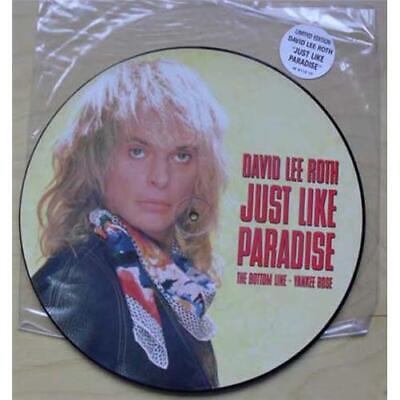 LIMITED EDITION
DAVID LEE ROTH
"JUST LIKE
PARADISE"
DAVID LEE ROTH
JUST LIKE
PARADISE
THE BOTTOM LINE · YANKEE ROSE